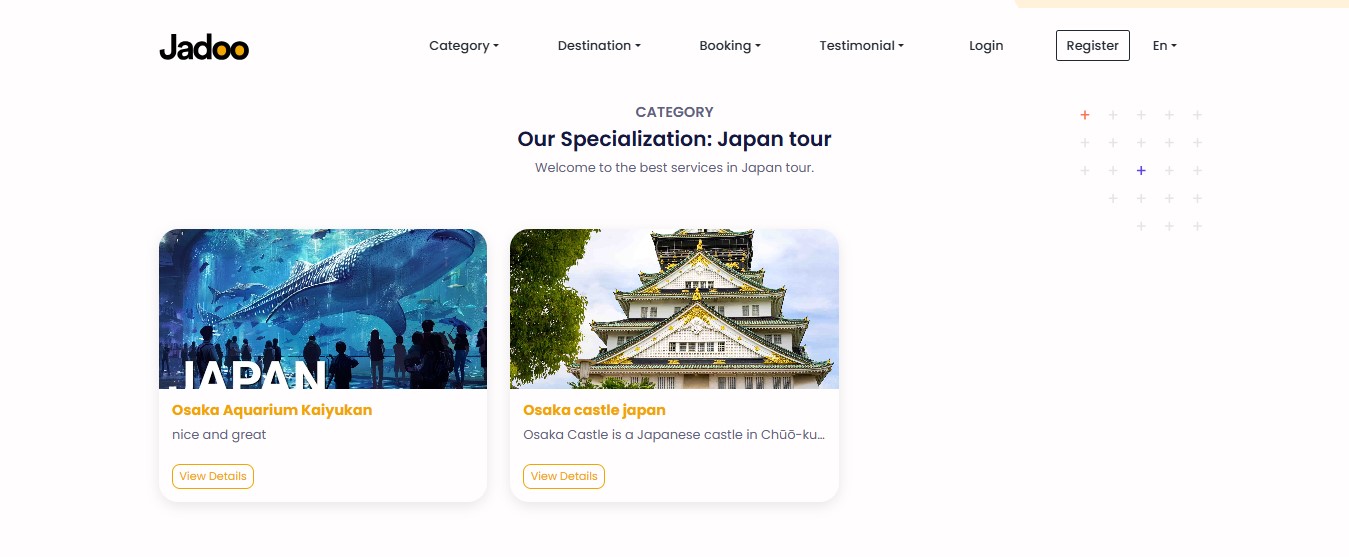 Jadoo
Category
Destination
Booking
Testimonial
Login
Register
En
CATEGORY
Our Specialization: Japan tour
Welcome to the best services in Japan tour.
JAPAN
Osaka Aquarium Kaiyukan
nice and great
View Details
Osaka castle japan
Osaka Castle is a Japanese castle in Chūō-ku...
View Details